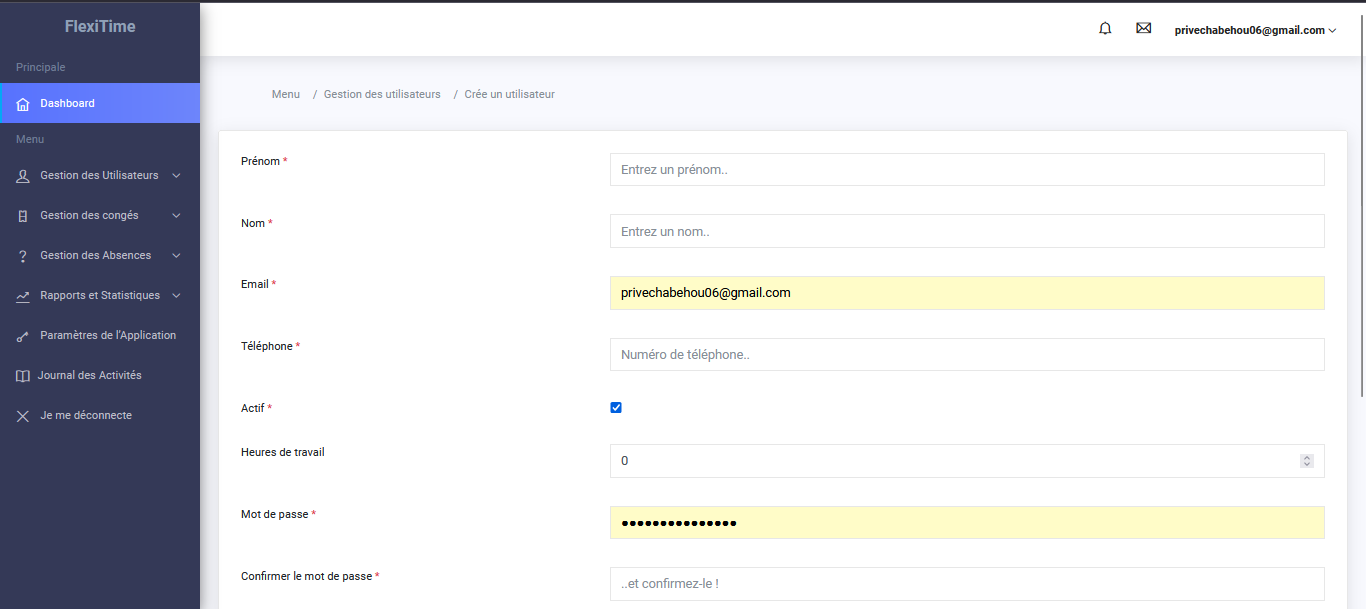 FlexiTime
Principale
Dashboard
Menu
Gestion des Utilisateurs
Gestion des congés
Gestion des Absences
Rapports et Statistiques
Paramètres de l'Application
Journal des Activités
Je me déconnecte
privechabehou06@gmail.com
Menu / Gestion des utilisateurs / Crée un utilisateur
Prénom * Entrez un prénom..
Nom * Entrez un nom..
Email * privechabehou06@gmail.com
Téléphone * Numéro de téléphone..
Actif *
Heures de travail 0
Mot de passe * •••••••••••••••
Confirmer le mot de passe * ..et confirmez-le !